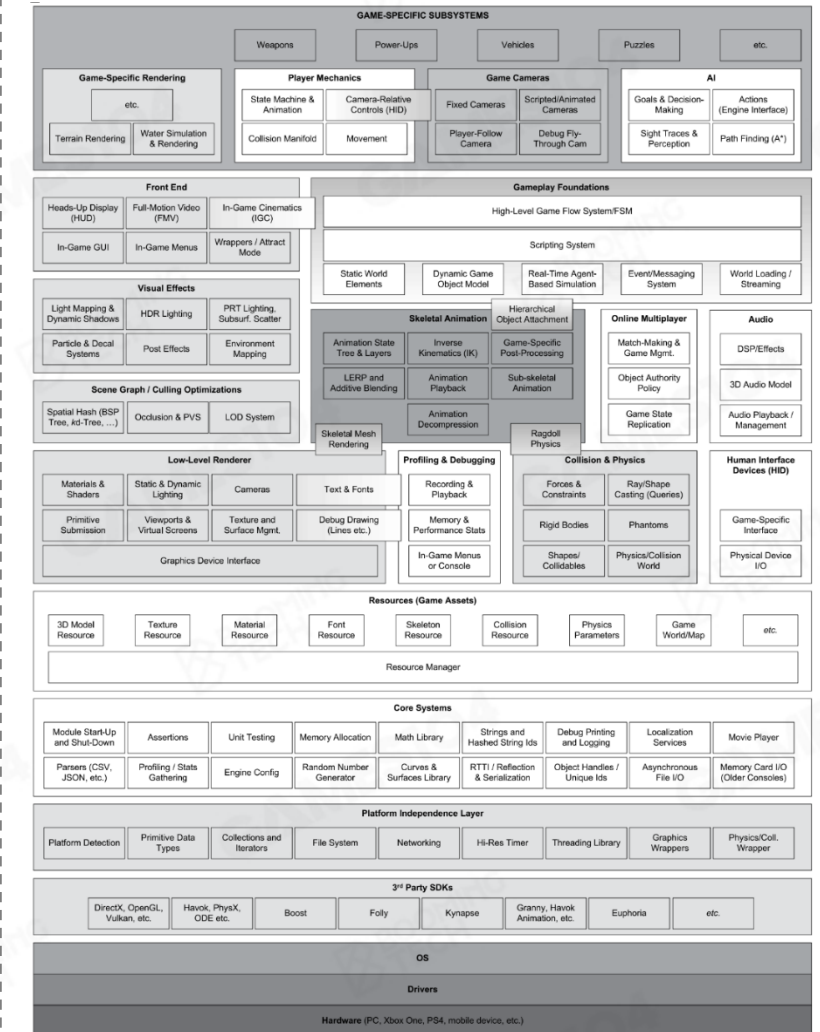 GAME-SPECIFIC SUBSYSTEMS
Weapons
Power-Ups
Vehicles
Puzzles
etc.
Game-Specific Rendering
etc.
Terrain Rendering
Water Simulation
& Rendering
Player Mechanics
State Machine &
Animation
Camera-Relative
Controls (HID)
Collision Manifold
Movement
Game Cameras
Fixed Cameras
Scripted/Animated
Cameras
Player-Follow
Camera
Debug Fly-
Through Cam
AI
Goals & Decision-
Making
Actions
(Engine Interface)
Sight Traces &
Perception
Path Finding (A*)
Front End
Heads-Up Display
(HUD)
Full-Motion Video
(FMV)
In-Game Cinematics
(IGC)
In-Game GUI
In-Game Menus
Wrappers / Attract
Mode
Gameplay Foundations
High-Level Game Flow System/FSM
Scripting System
Static World
Elements
Dynamic Game
Object Model
Real-Time Agent-
Based Simulation
Event/Messaging
System
World Loading /
Streaming
Visual Effects
Light Mapping &
Dynamic Shadows
HDR Lighting
PRT Lighting,
Subsurf. Scatter
Particle & Decal
Systems
Post Effects
Environment
Mapping
Hierarchical
Object Attachment
Skeletal Animation
Animation State
Tree & Layers
Inverse
Kinematics (IK)
Game-Specific
Post-Processing
LERP and
Additive Blending
Animation
Playback
Sub-skeletal
Animation
Animation
Decompression
Skeletal Mesh
Rendering
Ragdoll
Physics
Online Multiplayer
Match-Making &
Game Mgmt.
Object Authority
Policy
Game State
Replication
Audio
DSP/Effects
3D Audio Model
Audio Playback /
Management
Scene Graph / Culling Optimizations
Spatial Hash (BSP
Tree, kd-Tree, ...)
Occlusion & PVS
LOD System
Low-Level Renderer
Materials &
Shaders
Static & Dynamic
Lighting
Cameras
Text & Fonts
Primitive
Submission
Viewports &
Virtual Screens
Texture and
Surface Mgmt.
Debug Drawing
(Lines etc.)
Graphics Device Interface
Profiling & Debugging
Recording &
Playback
Memory &
Performance Stats
In-Game Menus
or Console
Collision & Physics
Forces &
Constraints
Ray/Shape
Casting (Queries)
Rigid Bodies
Phantoms
Shapes/
Collidables
Physics/Collision
World
Human Interface
Devices (HID)
Game-Specific
Interface
Physical Device
I/O
Resources (Game Assets)
3D Model
Resource
Texture
Resource
Material
Resource
Font
Resource
Skeleton
Resource
Collision
Resource
Physics
Parameters
Game
World/Map
etc.
Resource Manager
Core Systems
Module Start-Up
and Shut-Down
Assertions
Unit Testing
Memory Allocation
Math Library
Strings and
Hashed String Ids
Debug Printing
and Logging
Localization
Services
Movie Player
Parsers (CSV,
JSON, etc.)
Profiling / Stats
Gathering
Engine Config
Random Number
Generator
Curves &
Surfaces Library
RTTI / Reflection
& Serialization
Object Handles /
Unique Ids
Asynchronous
File I/O
Memory Card I/O
(Older Consoles)
Platform Independence Layer
Platform Detection
Primitive Data
Types
Collections and
Iterators
File System
Networking
Hi-Res Timer
Threading Library
Graphics
Wrappers
Physics/Coll.
Wrapper
3rd Party SDKs
DirectX, OpenGL,
Vulkan, etc.
Havok, PhysX,
ODE etc.
Boost
Folly
Kynapse
Granny, Havok
Animation, etc.
Euphoria
etc.
OS
Drivers
Hardware (PC, Xbox One, PS4, mobile device, etc.)